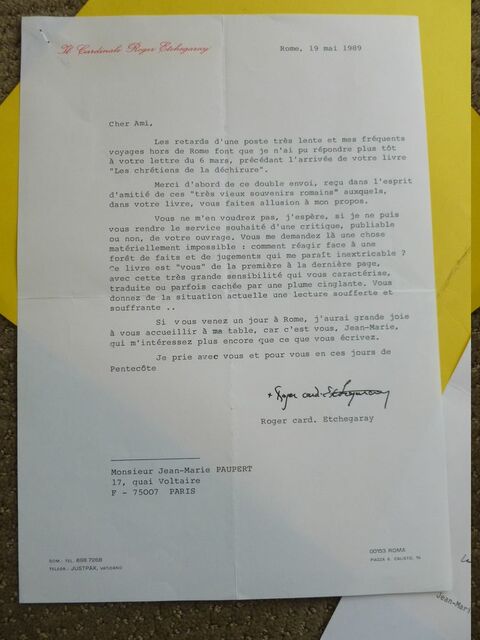 Il Cardinale Roger Etchegaray
Rome, 19 mai 1989
Cher Ami,
Les retards d'une poste très lente et mes fréquents
voyages hors de Rome font que je n'ai pu répondre plus tôt
à votre lettre du 6 mars, précédant l'arrivée de votre livre
"Les chrétiens de la déchirure".
Merci d'abord de ce double envoi, reçu dans l'esprit
d'amitié de ces "très vieux souvenirs romains" auxquels,
dans votre livre, vous faites allusion à mon propos.
Vous ne m'en voudrez pas, j'espère, si je ne puis
vous rendre le service souhaité d'une critique, publiable
ou non, de votre ouvrage. Vous me demandez là une chose
matériellement impossible : comment réagir face à une
forêt de faits et de jugements qui me paraît inextricable ?
Ce livre est "vous" de la première à la dernière page,
avec cette très grande sensibilité qui vous caractérise,
traduite ou parfois cachée par une plume cinglante. Vous
donnez de la situation actuelle une lecture soufferte et
souffrante ..
Si vous venez un jour à Rome, j'aurai grande joie
à vous accueillir à ma table, car c'est vous, Jean-Marie,
qui m'intéressez plus encore que ce que vous écrivez.
Je prie avec vous et pour vous en ces jours de
Pentecôte
+ Roger card. Etchegaray
Roger card. Etchegaray
Monsieur Jean-Marie PAUPERT
17, quai Voltaire
F - 75007 PARIS
DOM.: TEL. 698 7268
TELEGR.: JUSTPAX, VATICANO
00153 ROMA
PIAZZA S. CALISTO, 16
Jean-Mari